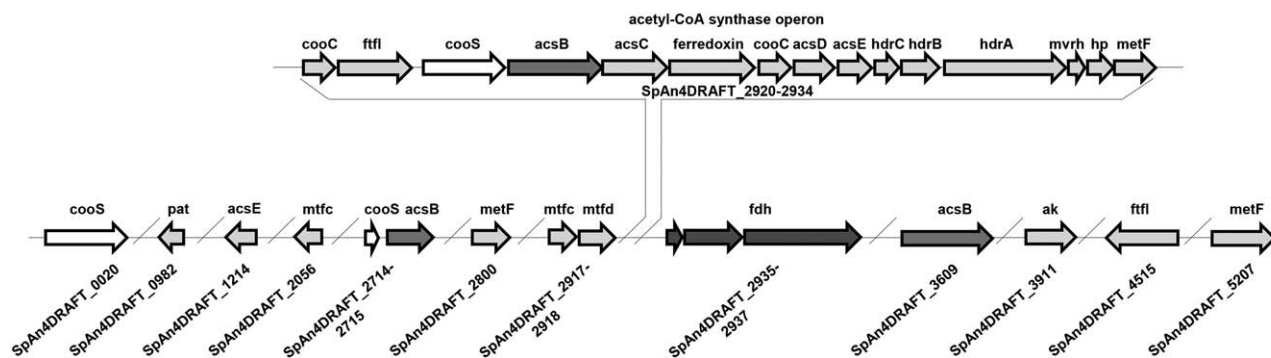 acetyl-CoA synthase operon
cooC ftfl cooS acsB acsC ferredoxin cooC acsD acsE hdrC hdrB hdrA mvrh hp metF
SpAn4DRAFT_2920-2934
cooS pat acsE mtfc cooS acsB metF mtfc mtfd fdh acsB ak ftfl metF
SpAn4DRAFT_0020
SpAn4DRAFT_0982
SpAn4DRAFT_1214
SpAn4DRAFT_2056
SpAn4DRAFT_2714-
2715
SpAn4DRAFT_2800
SpAn4DRAFT_2917-
2918
SpAn4DRAFT_2935-
2937
SpAn4DRAFT_3609
SpAn4DRAFT_3911
SpAn4DRAFT_4515
SpAn4DRAFT_5207